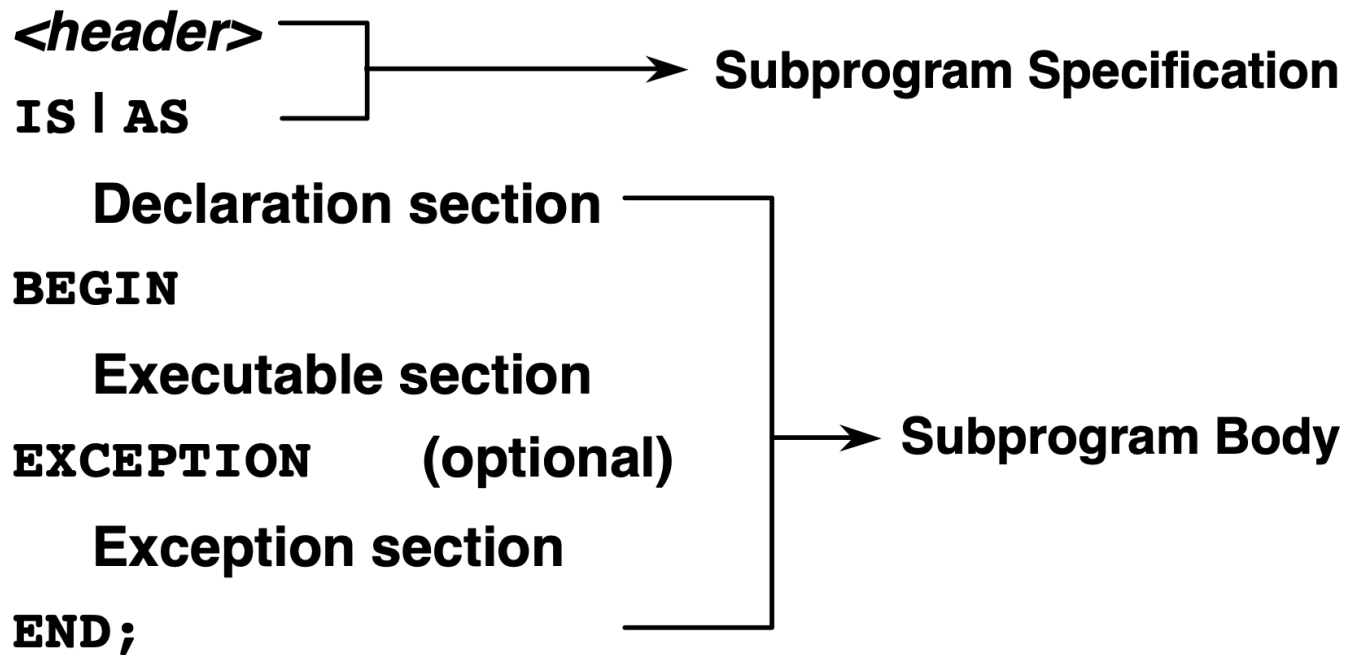 <header>
Subprogram Specification
IS | AS
Declaration section
BEGIN
Executable section
EXCEPTION (optional)
Subprogram Body
Exception section
END;